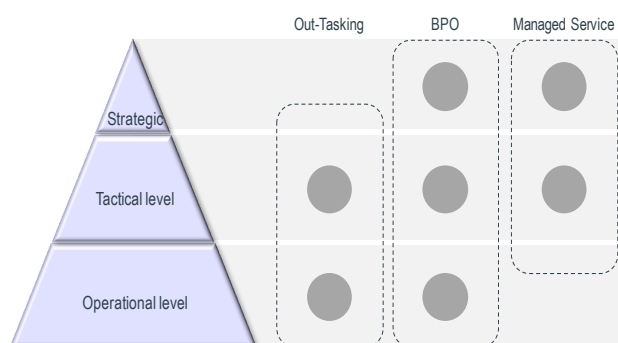 Out-Tasking BPO Managed Service
Strategic
Tactical level
Operational level